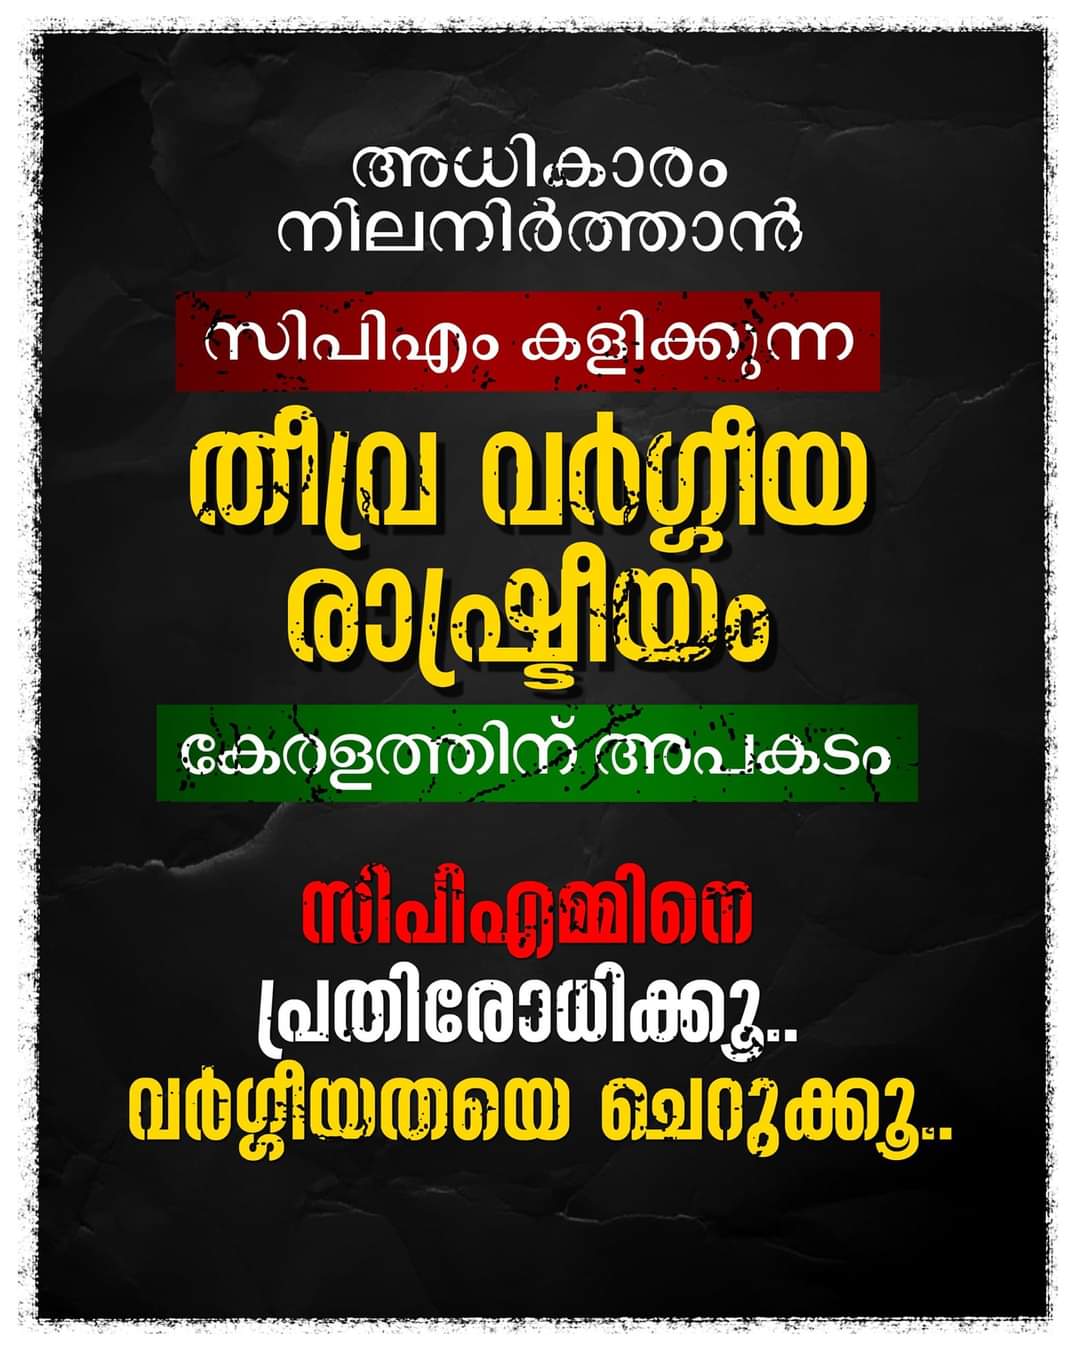 അധികാരം
നിലനിർത്താൻ
സിപിഎം കളിക്കുന്ന
തീവ്ര വർഗ്ഗീയ
രാഷ്ട്രീയം
കേരളത്തിന് അപകടം
സിപിഎമ്മിനെ
പ്രതിരോധിക്കൂ..
വർഗ്ഗീയതയെ ചെറുക്കൂ..